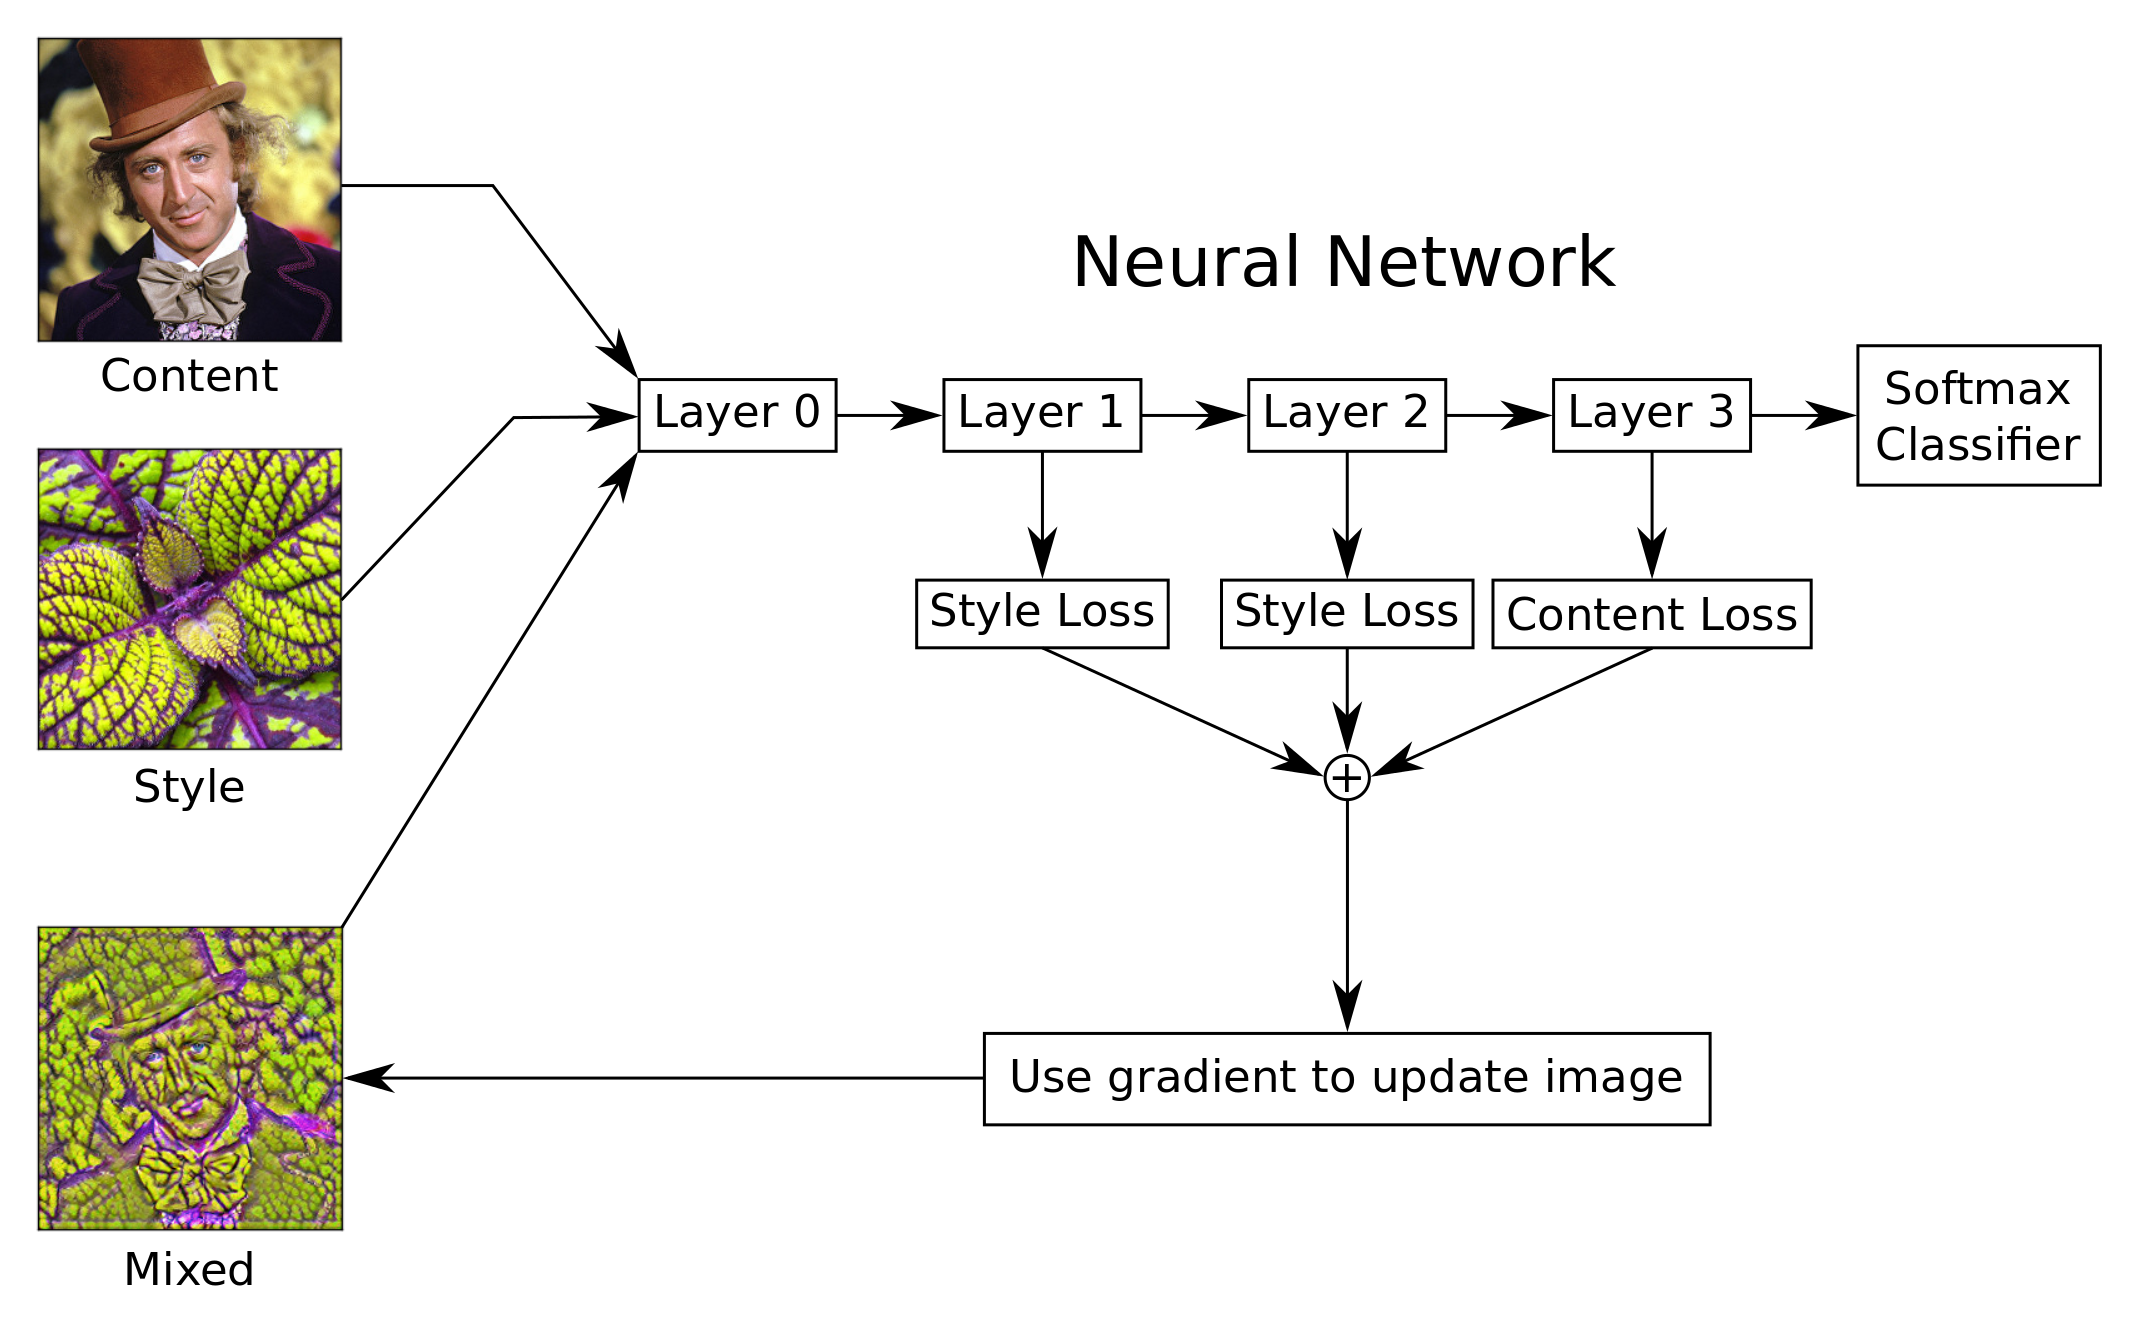 Content
Style
Mixed
Neural Network
Layer 0
Layer 1
Layer 2
Layer 3
Softmax
Classifier
Style Loss
Style Loss
Content Loss
+
Use gradient to update image